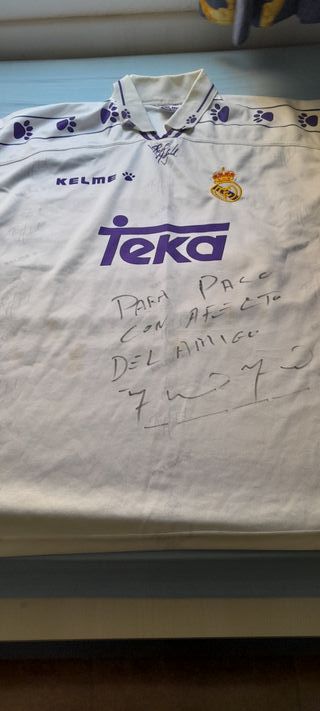 KELME
Teka
PARA PACO
CON AFECTO
DEL AMIGO